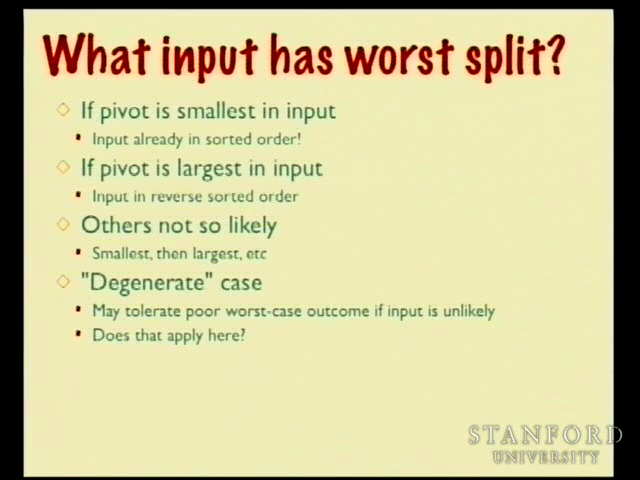 What input has worst split?
If pivot is smallest in input
Input already in sorted order!
If pivot is largest in input
Input in reverse sorted order
Others not so likely
Smallest, then largest, etc
"Degenerate" case
May tolerate poor worst-case outcome if input is unlikely
Does that apply here?
STANFORD
UNIVERSITY